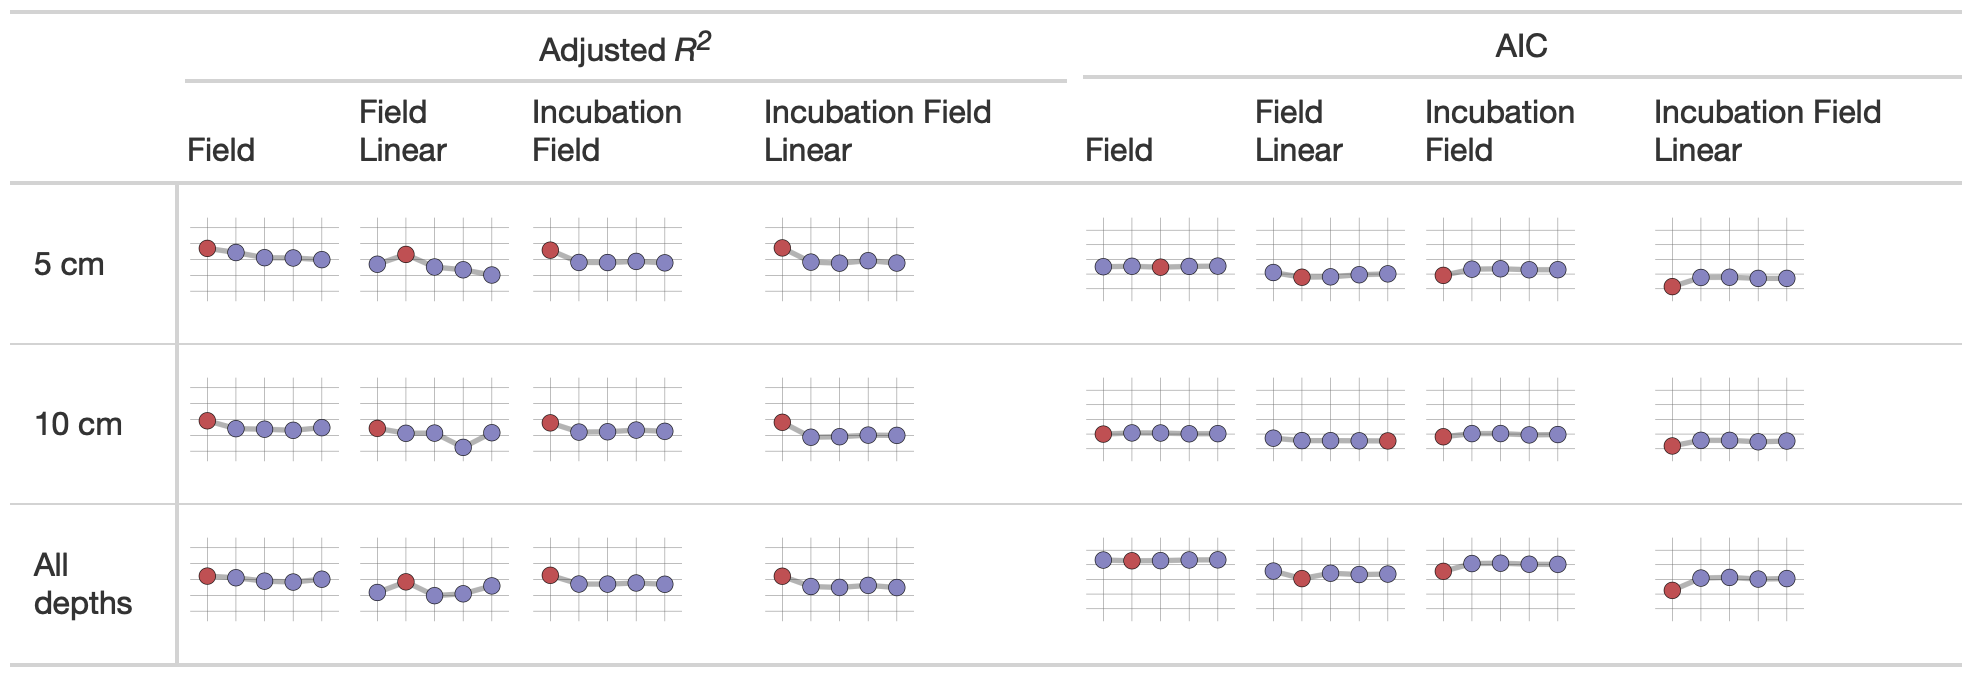 Adjusted R2
AIC
Field
Field Linear
Incubation Field
Incubation Field Linear
Field
Field Linear
Incubation Field
Incubation Field Linear
5 cm
10 cm
All
depths